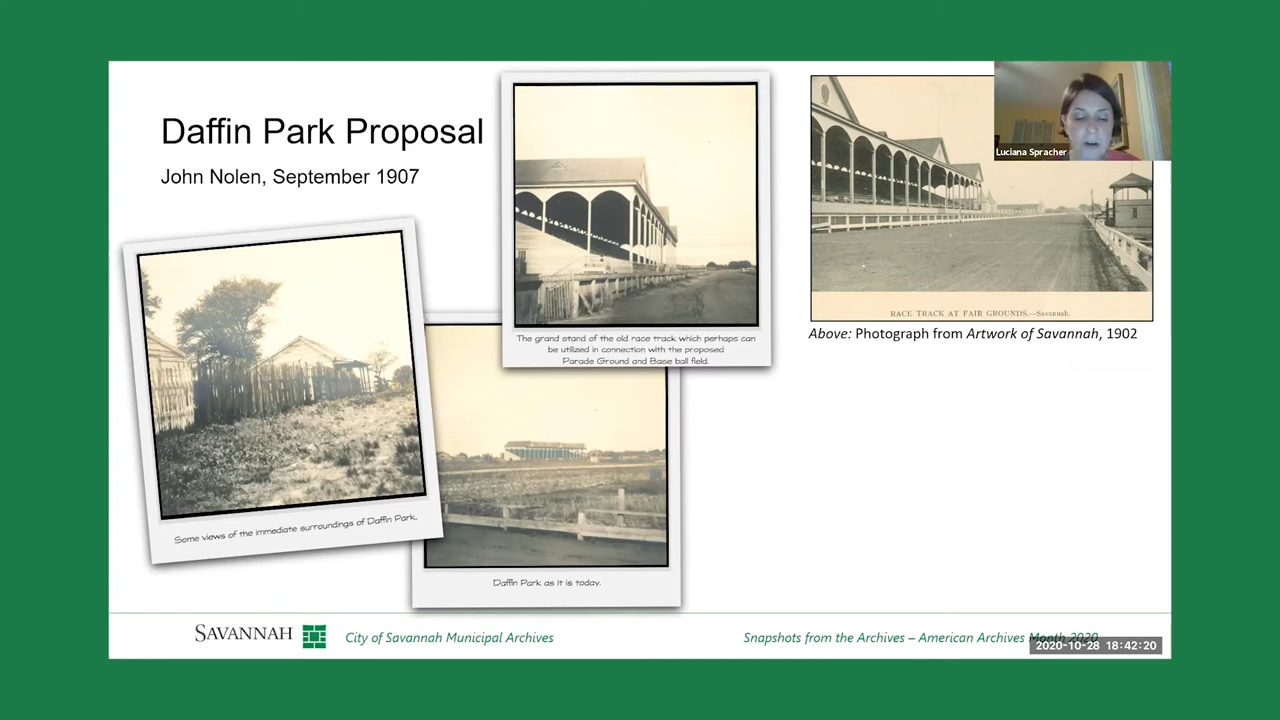 Daffin Park Proposal
John Nolen, September 1907
Luciana Spracher
RACE TRACK AT FAIR GROUNDS.—Savannah.
Above: Photograph from Artwork of Savannah, 1902
The grand stand of the old race track which perhaps can
be utilized in connection with the proposed
Parade Ground and Base ball field.
Some views of the immediate surroundings of Daffin Park.
Daffin Park as it is today.
SAVANNAH
City of Savannah Municipal Archives
Snapshots from the Archives – American Archives Month 2020
2020-10-28 18:42:20